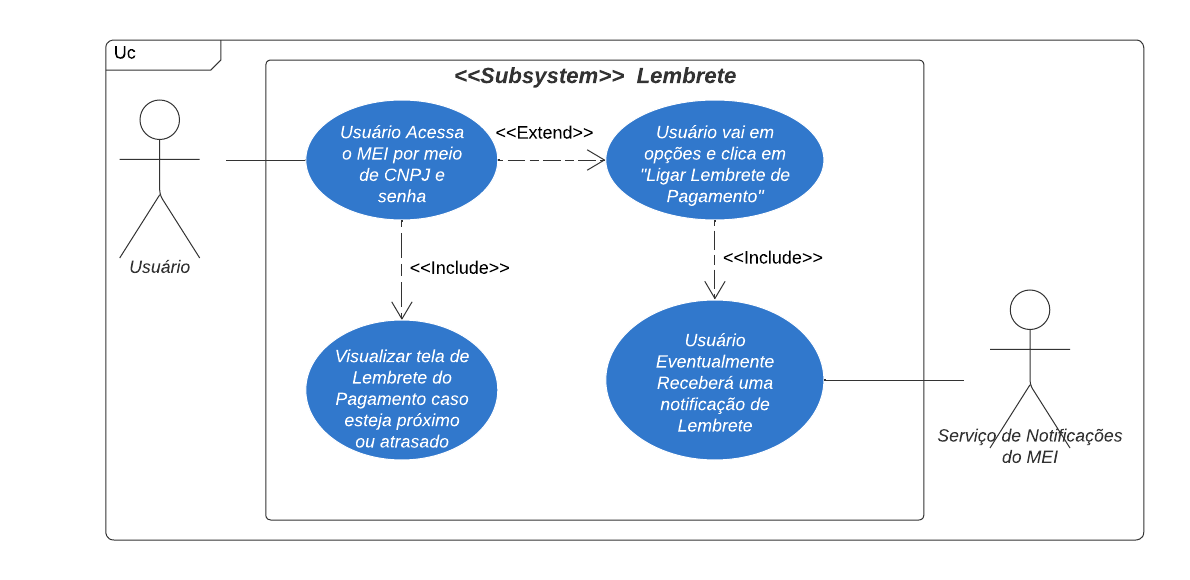 Uc
<<Subsystem>> Lembrete
Usuário Acessa
o MEI por meio
de CNPJ e
senha
<<Extend>>
Usuário vai em
opções e clica em
"Ligar Lembrete de
Pagamento"
Usuário
<<Include>>
<<Include>>
Visualizar tela de
Lembrete do
Pagamento caso
esteja próximo
ou atrasado
Usuário
Eventualmente
Receberá uma
notificação de
Lembrete
Serviço de Notificações
do MEI